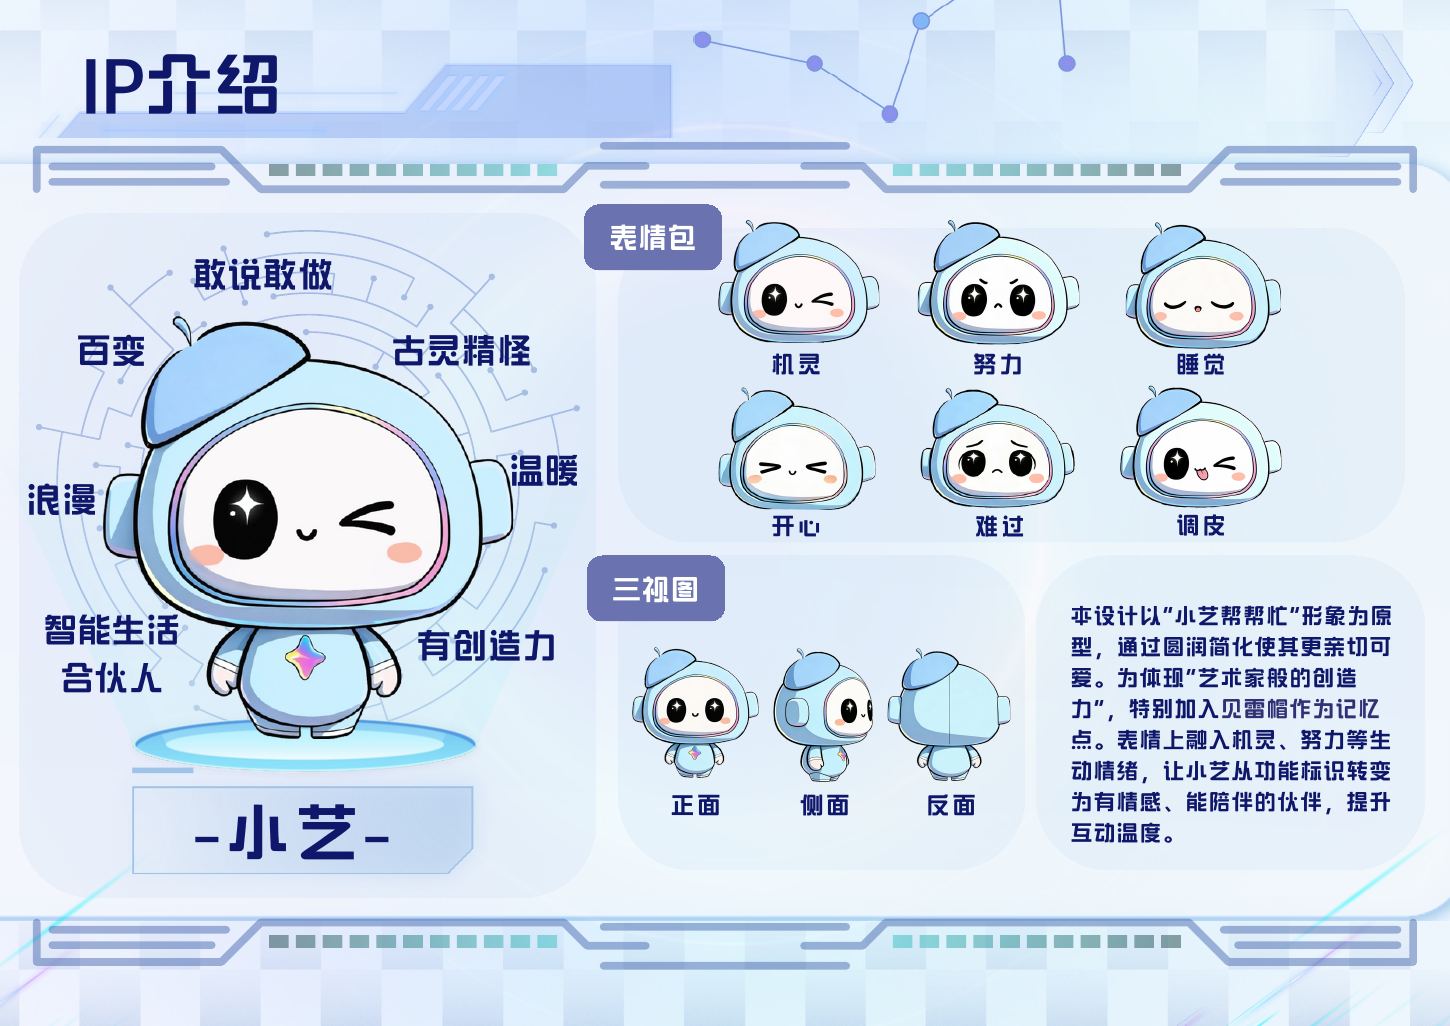 IP介绍
敢说敢做
百变
古灵精怪
浪漫
温暖
智能生活
合伙人
有创造力
-小艺-
表情包
机灵
努力
睡觉
开心
难过
调皮
三视图
正面
侧面
反面
本设计以"小艺帮帮忙"形象为原
型，通过圆润简化使其更亲切可
爱。为体现"艺术家般的创造
力"，特别加入贝雷帽作为记忆
点。表情上融入机灵、努力等生
动情绪，让小艺从功能标识转变
为有情感、能陪伴的伙伴，提升
互动温度。